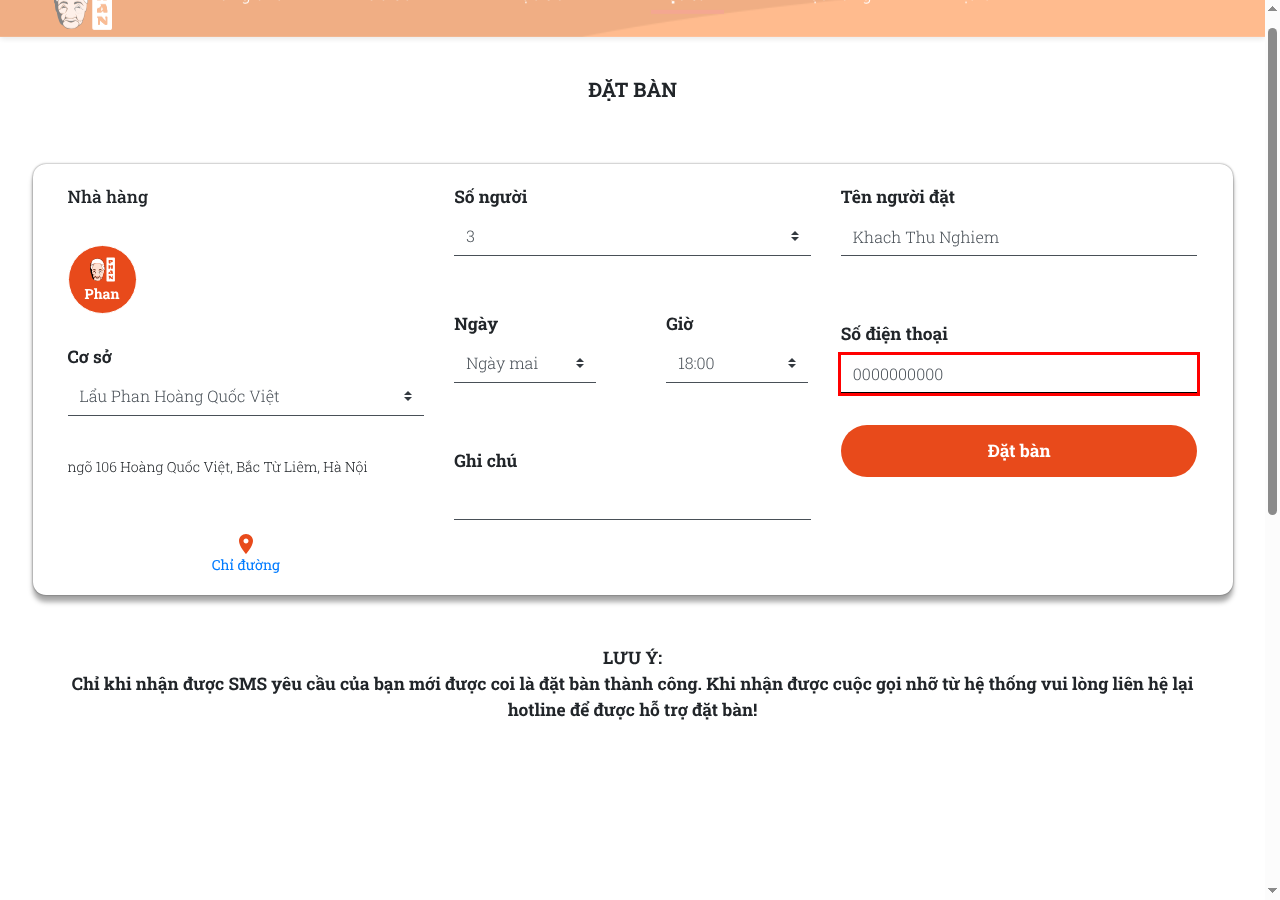 ĐẶT BÀN
Nhà hàng
PHAN
Phan
Cơ sở
Lẩu Phan Hoàng Quốc Việt
ngõ 106 Hoàng Quốc Việt, Bắc Từ Liêm, Hà Nội
Chỉ đường
Số người
3
Ngày
Giờ
Ngày mai
18:00
Ghi chú
Tên người đặt
Khach Thu Nghiem
Số điện thoại
0000000000
Đặt bàn
LƯU Ý:
Chỉ khi nhận được SMS yêu cầu của bạn mới được coi là đặt bàn thành công. Khi nhận được cuộc gọi nhỡ từ hệ thống vui lòng liên hệ lại
hotline để được hỗ trợ đặt bàn!